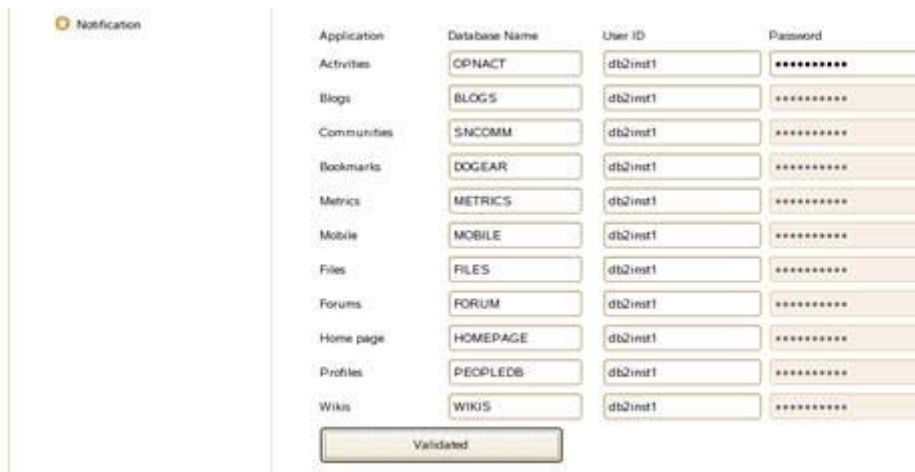 Notification
Application Database Name User ID Password
Activities OPNACT db2inst1 ••••••••••
Blogs BLOGS db2inst1 ••••••••••
Communities SNCOMM db2inst1 ••••••••••
Bookmarks DOGEAR db2inst1 ••••••••••
Metrics METRICS db2inst1 ••••••••••
Mobile MOBILE db2inst1 ••••••••••
Files FILES db2inst1 ••••••••••
Forums FORUM db2inst1 ••••••••••
Home page HOMEPAGE db2inst1 ••••••••••
Profiles PEOPLEDB db2inst1 ••••••••••
Wikis WIKIS db2inst1 ••••••••••
Validated